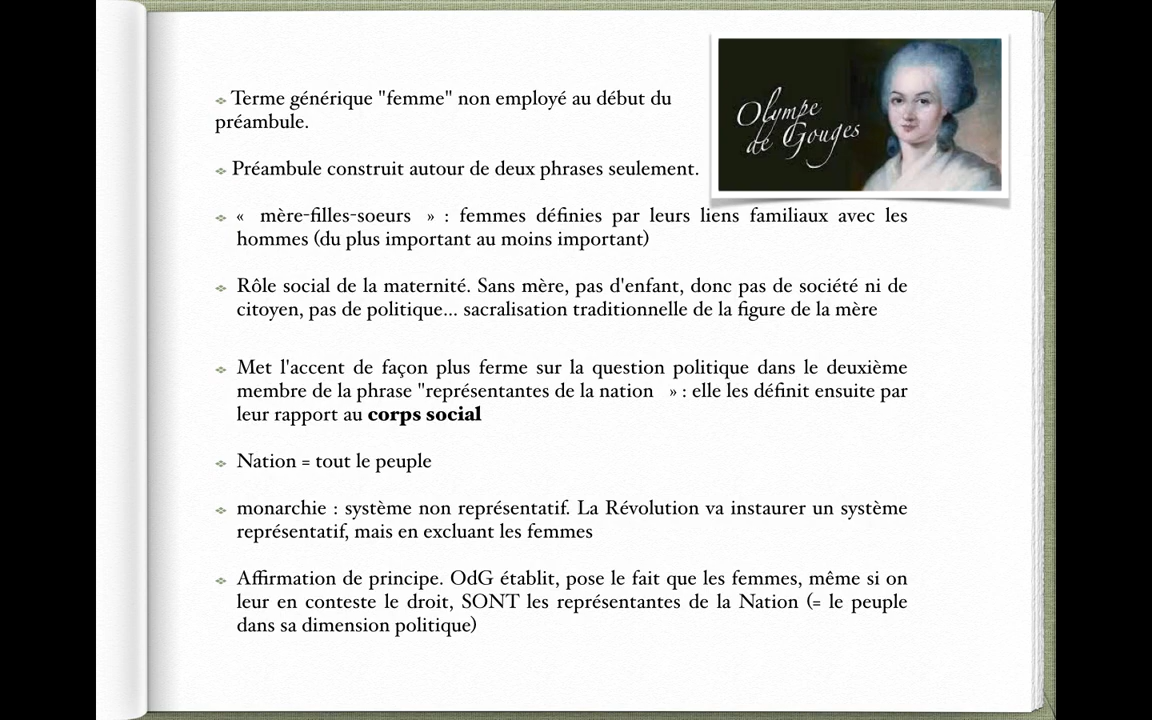 Terme générique "femme" non employé au début du
préambule.
Olympe
de Gouges
Préambule construit autour de deux phrases seulement.
« mère-filles-soeurs » : femmes définies par leurs liens familiaux avec les
hommes (du plus important au moins important)
Rôle social de la maternité. Sans mère, pas d'enfant, donc pas de société ni de
citoyen, pas de politique... sacralisation traditionnelle de la figure de la mère
Met l'accent de façon plus ferme sur la question politique dans le deuxième
membre de la phrase "représentantes de la nation » : elle les définit ensuite par
leur rapport au corps social
Nation = tout le peuple
monarchie : système non représentatif. La Révolution va instaurer un système
représentatif, mais en excluant les femmes
Affirmation de principe. OdG établit, pose le fait que les femmes, même si on
leur en conteste le droit, SONT les représentantes de la Nation (= le peuple
dans sa dimension politique)